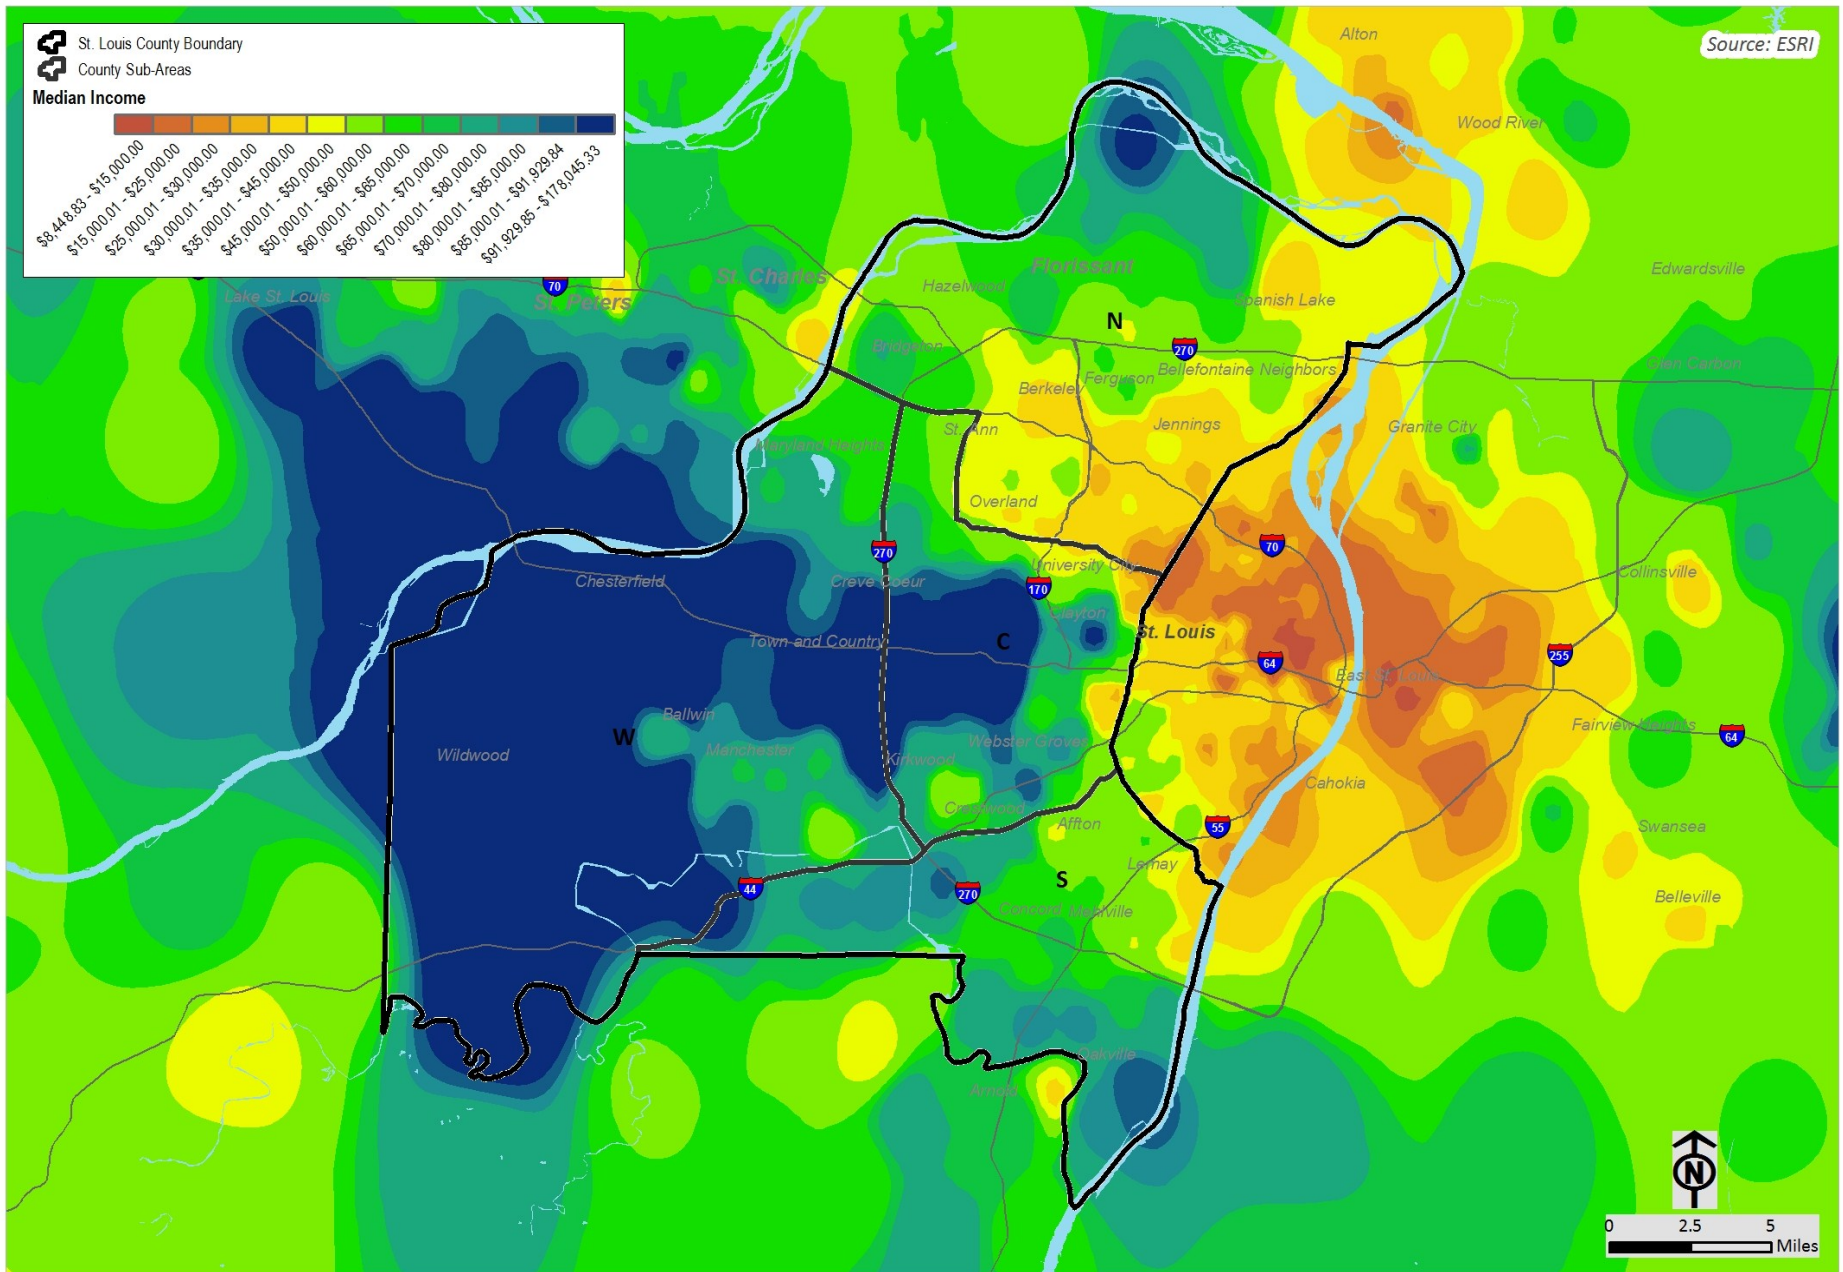 St. Louis County Boundary
County Sub-Areas
Median Income
$8,448.83 - $15,000.00
$15,000.01 - $25,000.00
$25,000.01 - $30,000.00
$30,000.01 - $35,000.00
$35,000.01 - $45,000.00
$45,000.01 - $50,000.00
$50,000.01 - $60,000.00
$60,000.01 - $65,000.00
$65,000.01 - $70,000.00
$70,000.01 - $80,000.00
$80,000.01 - $85,000.00
$85,000.01 - $91,929.84
$91,929.85 - $178,045.33
Source: ESRI
Alton
Wood River
Florissant
Edwardsville
St. Charles
Hazelwood
70
Lake St. Louis
St. Peters
Spanish Lake
N
Bridgeton
270
Glen Carbon
Bellefontaine Neighbors
Ferguson
Berkeley
Jennings
Granite City
St. Ann
Maryland Heights
Overland
70
270
University City
Collinsville
Chesterfield
Creve Coeur
170
Clayton
St. Louis
Town and Country
C
255
64
East St. Louis
Ballwin
Fairview Heights
W
64
Webster Groves
Manchester
Wildwood
Kirkwood
Cahokia
Crestwood
Affton
55
Swansea
Lemay
S
44
270
Belleville
Concord
Mehlville
Oakville
Arnold
N
0 2.5 5
Miles